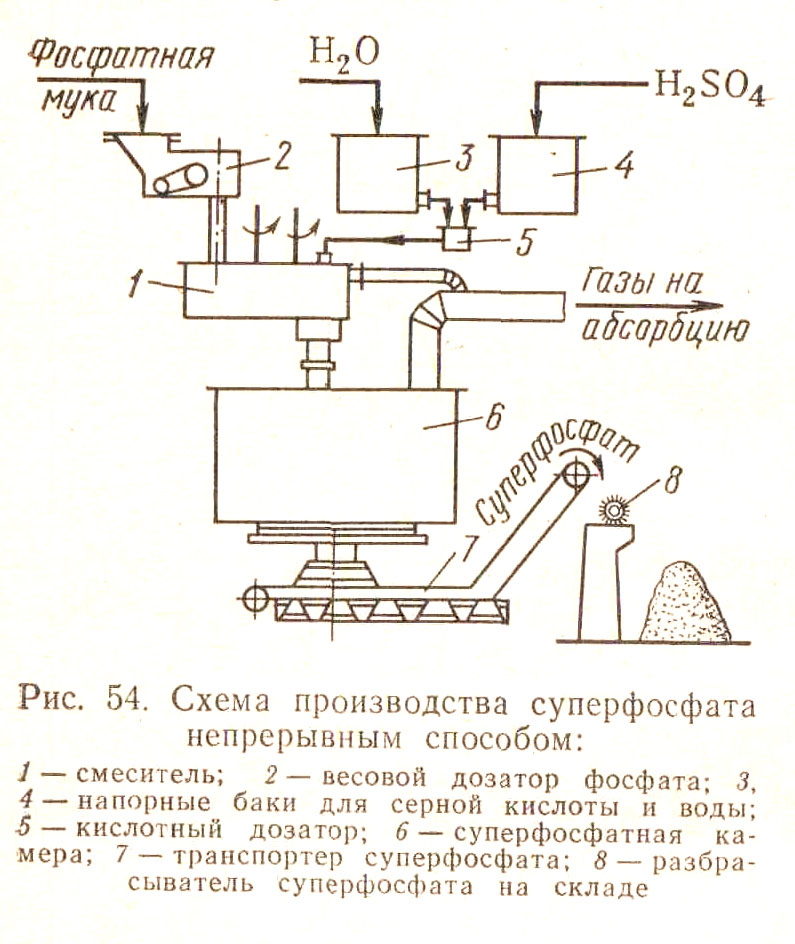 Фосфатная
мука
H₂O
H₂SO₄
2
3
4
5
1
Газы на
абсорбцию
6
Суперфосфат
8
7
Рис. 54. Схема производства суперфосфата
непрерывным способом:
1 — смеситель; 2 — весовой дозатор фосфата; 3,
4 — напорные баки для серной кислоты и воды;
5 — кислотный дозатор; 6 — суперфосфатная ка-
мера; 7 — транспортер суперфосфата; 8 — разбра-
сыватель суперфосфата на складе